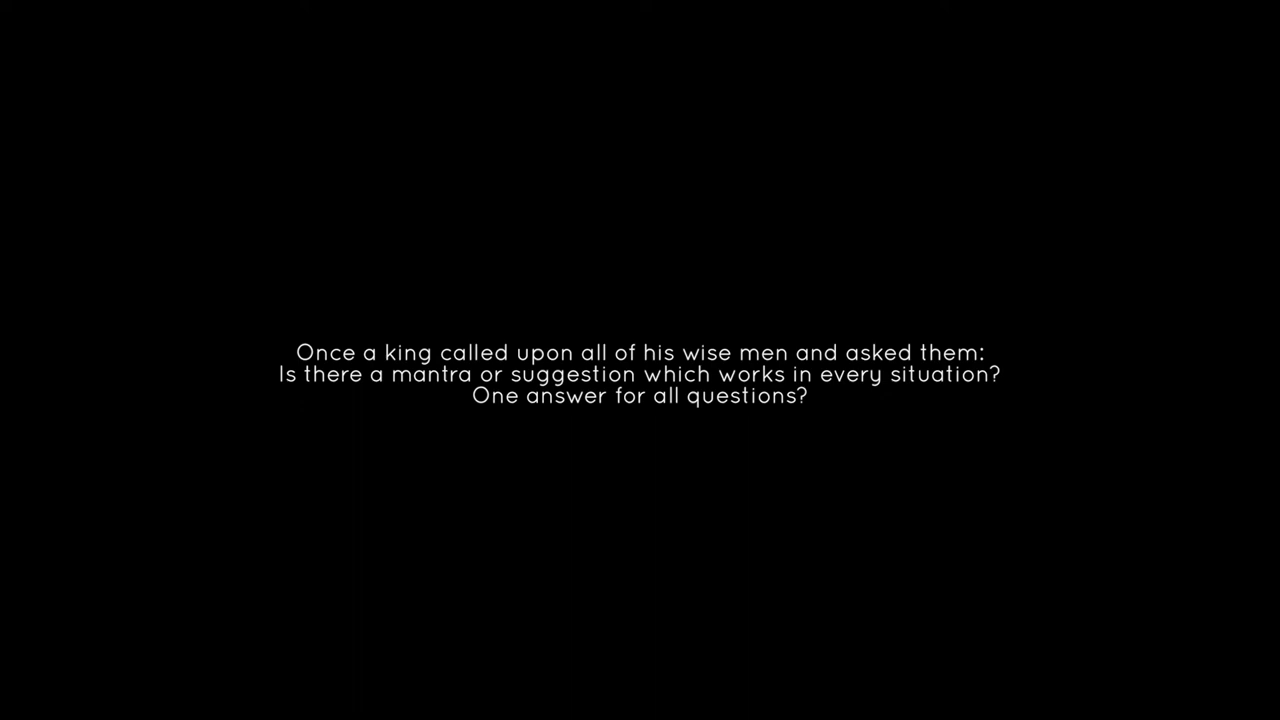 Once a king called upon all of his wise men and asked them:
Is there a mantra or suggestion which works in every situation?
One answer for all questions?